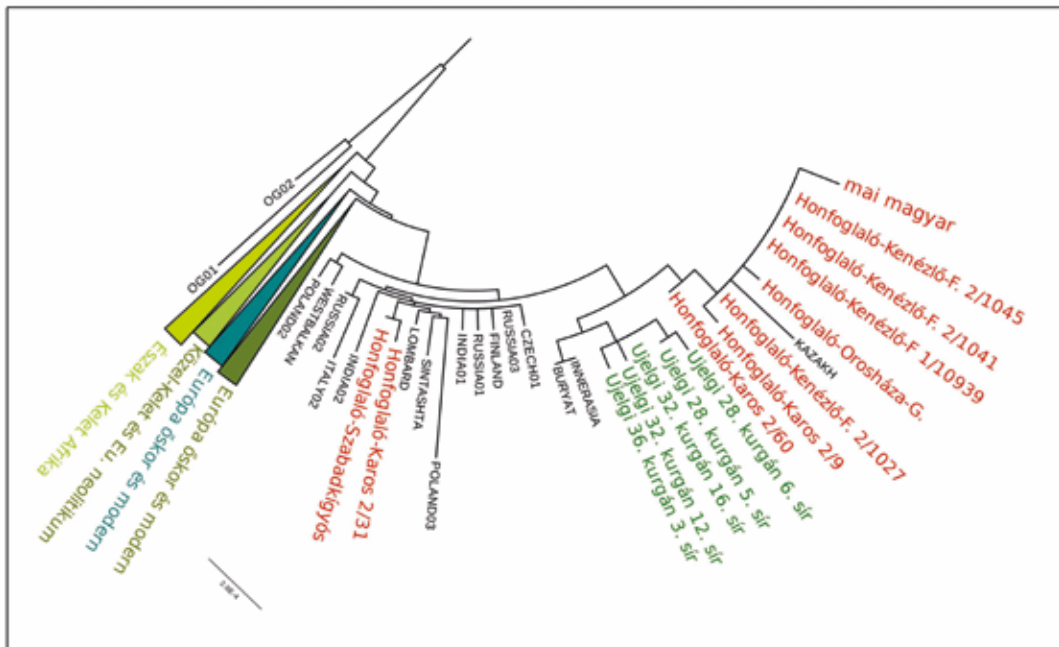 OG02
OG01
Észak és Kelet Afrika
Közel-Kelet és Eu. neolitikum
Európa őskor és modern
Európa őskor és modern
POLAND02
WESTBALKAN
RUSSIA02
ITALY02
INDIA02
Honfoglaló-Szabadkígyós
Honfoglaló-Karos 2/31
LOMBARD
SINTASHTA
POLAND03
INDIA01
RUSSIA01
FINLAND
RUSSIA03
CZECH01
BURYAT
INNERASIA
Ujelgi 36. kurgán 3. sír
Ujelgi 32. kurgán 12. sír
Ujelgi 32. kurgán 16. sír
Ujelgi 28. kurgán 5. sír
Ujelgi 28. kurgán 6. sír
Honfoglaló-Karos 2/60
Honfoglaló-Karos 2/9
Honfoglaló-Kenézlő-F. 2/1027
KAZAKH
Honfoglaló-Orosháza-G.
Honfoglaló-Kenézlő-F 1/10939
Honfoglaló-Kenézlő-F. 2/1041
Honfoglaló-Kenézlő-F. 2/1045
mai magyar